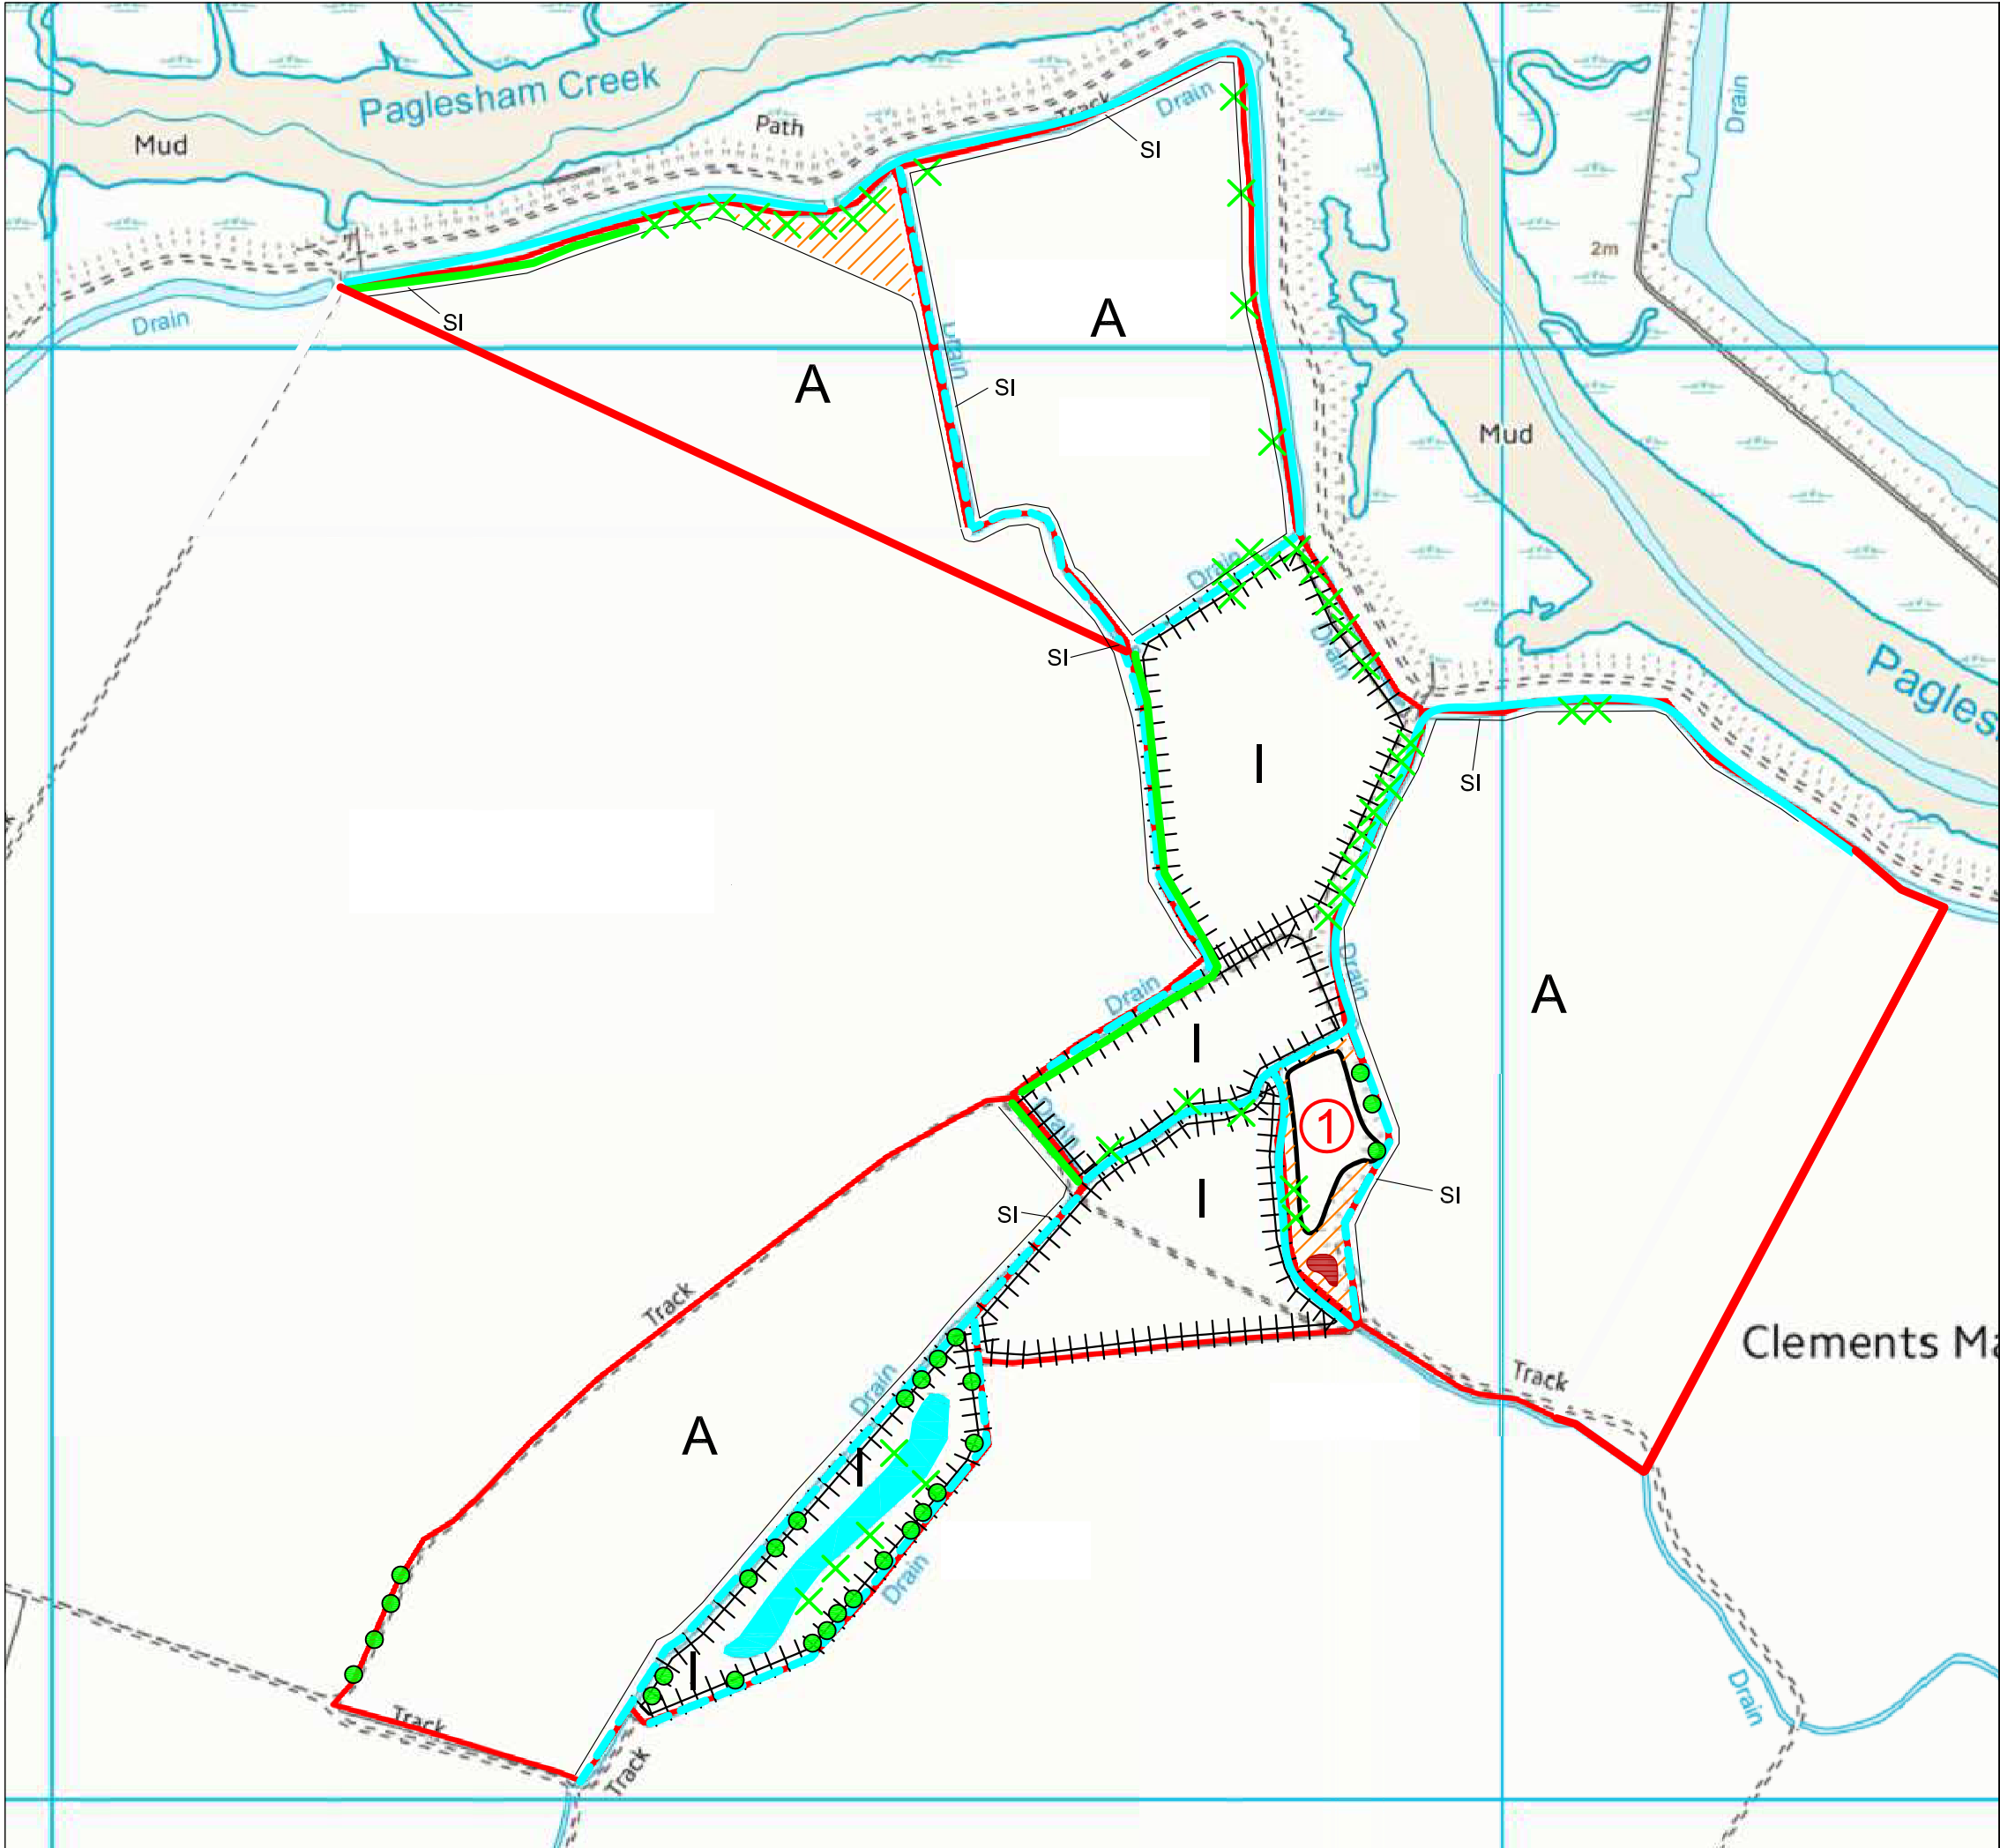 Paglesham Creek
Mud
Path
Track
Drain
SI
Drain
2m
Drain
SI
A
Drain
A
SI
Mud
Drain
Drain
SI
Pagles
SI
I
Drain
Drain
A
I
Drain
1
SI
I
SI
Track
Clements Ma
Track
Drain
A
I
Drain
I
Drain
Track
Track